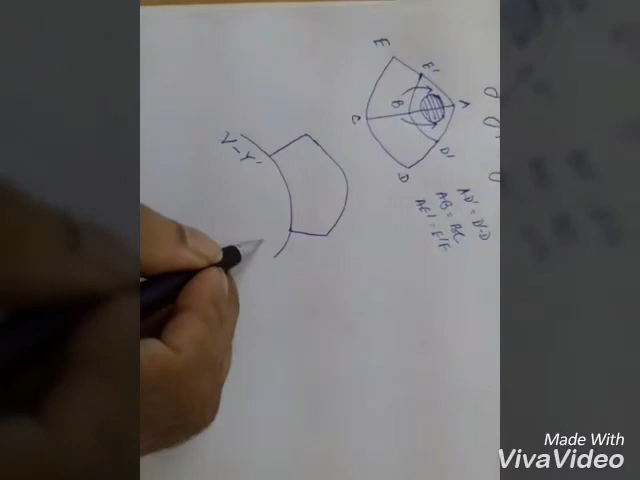 E
E'
A
B
C
D'
D
V-Y'
AD' = D'D
AB = BC
AE' = E'E
Made With
VivaVideo